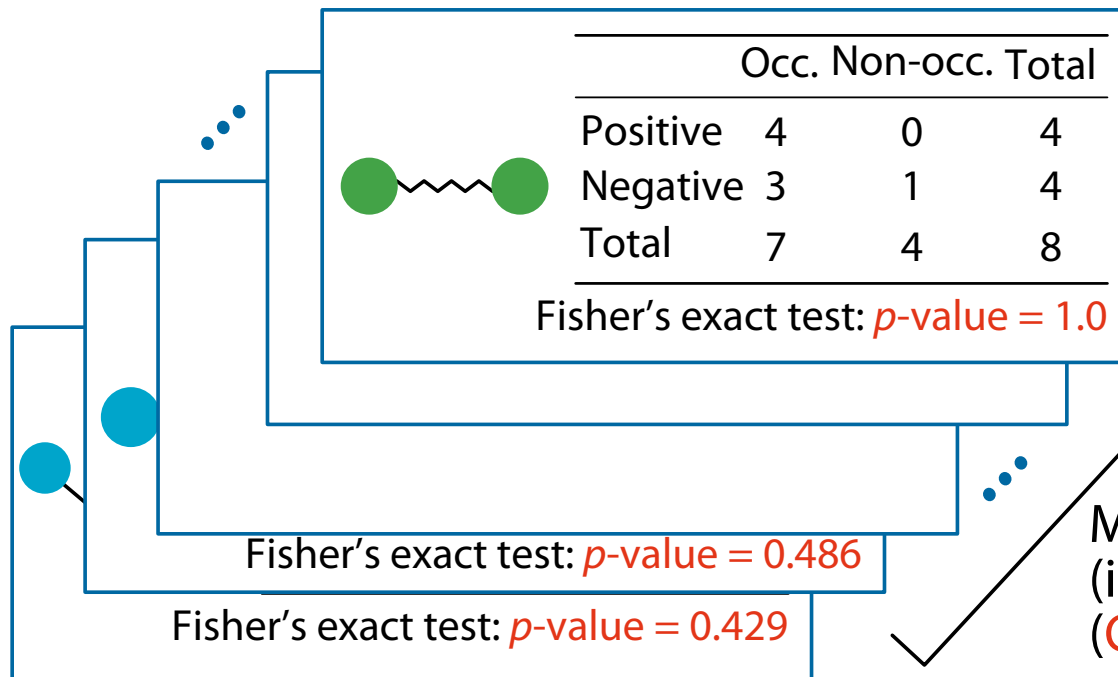 Occ. Non-occ. Total
Positive 4 0 4
Negative 3 1 4
Total 7 4 8
Fisher's exact test: p-value = 1.0
Fisher's exact test: p-value = 0.486
Fisher's exact test: p-value = 0.429